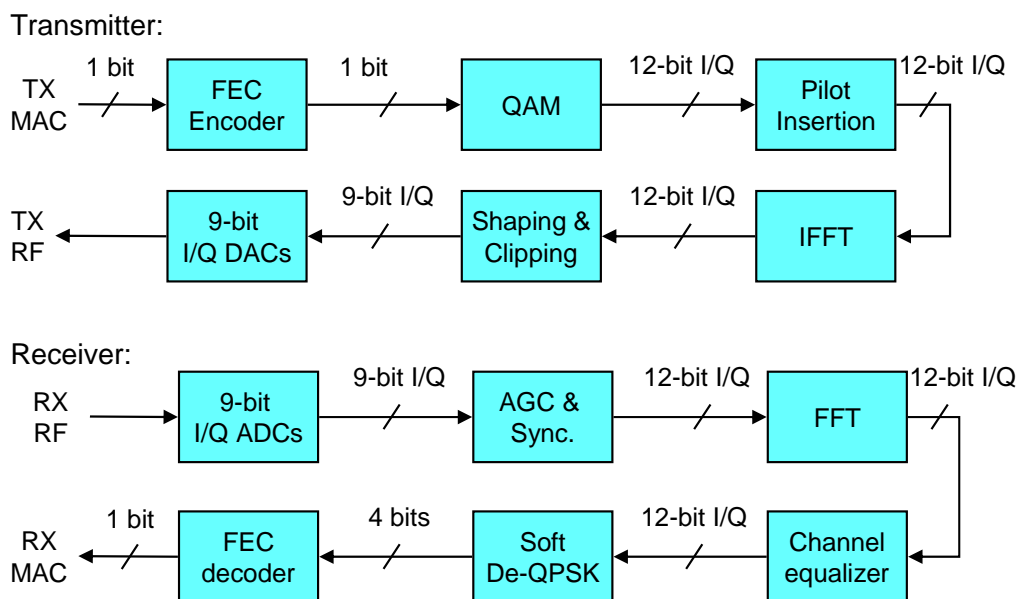 Transmitter:
1 bit
1 bit
12-bit I/Q
12-bit I/Q
TX
MAC
FEC
Encoder
QAM
Pilot
Insertion
9-bit I/Q
12-bit I/Q
TX
RF
9-bit
I/Q DACs
Shaping &
Clipping
IFFT
Receiver:
9-bit I/Q
12-bit I/Q
12-bit I/Q
RX
RF
9-bit
I/Q ADCs
AGC &
Sync.
FFT
1 bit
4 bits
12-bit I/Q
RX
MAC
FEC
decoder
Soft
De-QPSK
Channel
equalizer